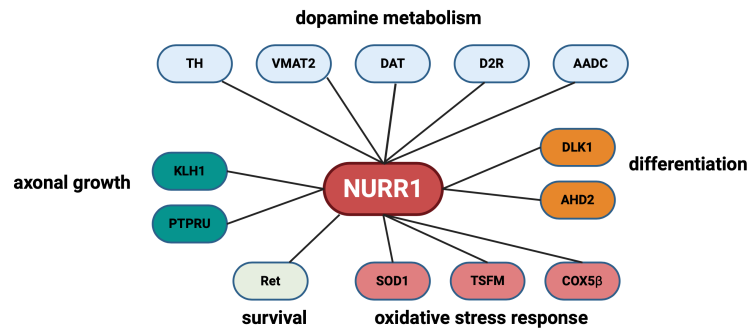 dopamine metabolism
TH
VMAT2
DAT
D2R
AADC
DLK1
differentiation
AHD2
KLH1
axonal growth
PTPRU
NURR1
Ret
SOD1
TSFM
COX5β
survival
oxidative stress response